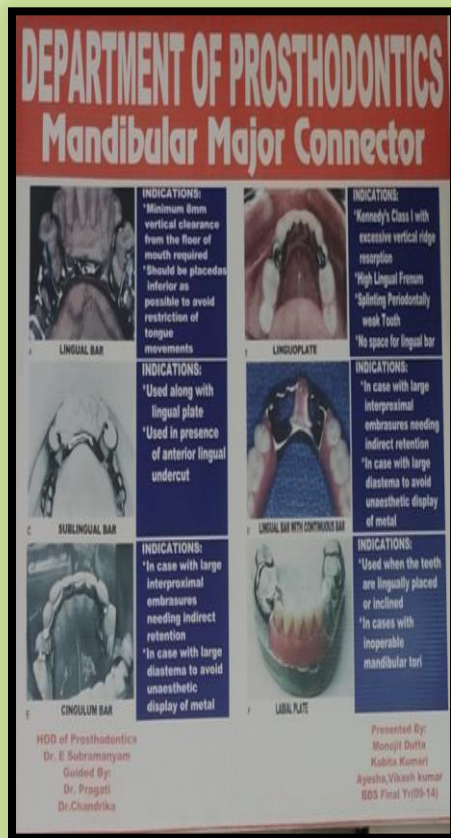 DEPARTMENT OF PROSTHODONTICS
Mandibular Major Connector
INDICATIONS:
*Minimum 8mm
vertical clearance
from the floor of
mouth required
*Should be placedas
inferior as
possible to avoid
restriction of
tongue
movements
LINGUAL BAR
INDICATIONS:
*Kennedy's Class I with
excessive vertical ridge
resorption
*High Lingual Frenum
*Splinting Periodontally
weak Tooth
*No space for lingual bar
LINGUOPLATE
INDICATIONS:
*Used along with
lingual plate
*Used in presence
of anterior lingual
undercut
C
SUBLINGUAL BAR
INDICATIONS:
*In case with large
interproximal
embrasures needing
indirect retention
*In case with large
diastema to avoid
unaesthetic display
of metal
LINGUAL BAR WITH CONTINUOUS BAR
INDICATIONS:
*In case with large
interproximal
embrasures
needing indirect
retention
*In case with large
diastema to avoid
unaesthetic
display of metal
E
CINGULUM BAR
INDICATIONS:
*Used when the teeth
are lingually placed
or inclined
*In cases with
inoperable
mandibular tori
F
LABIAL PLATE
HOD of Prosthodontics
Dr. E Subramanyam
Guided By:
Dr. Pragati
Dr.Chandrika
Presented By:
Monojit Dutta
Kabita Kumari
Ayesha,Vikash kumar
BDS Final Yr(09-14)